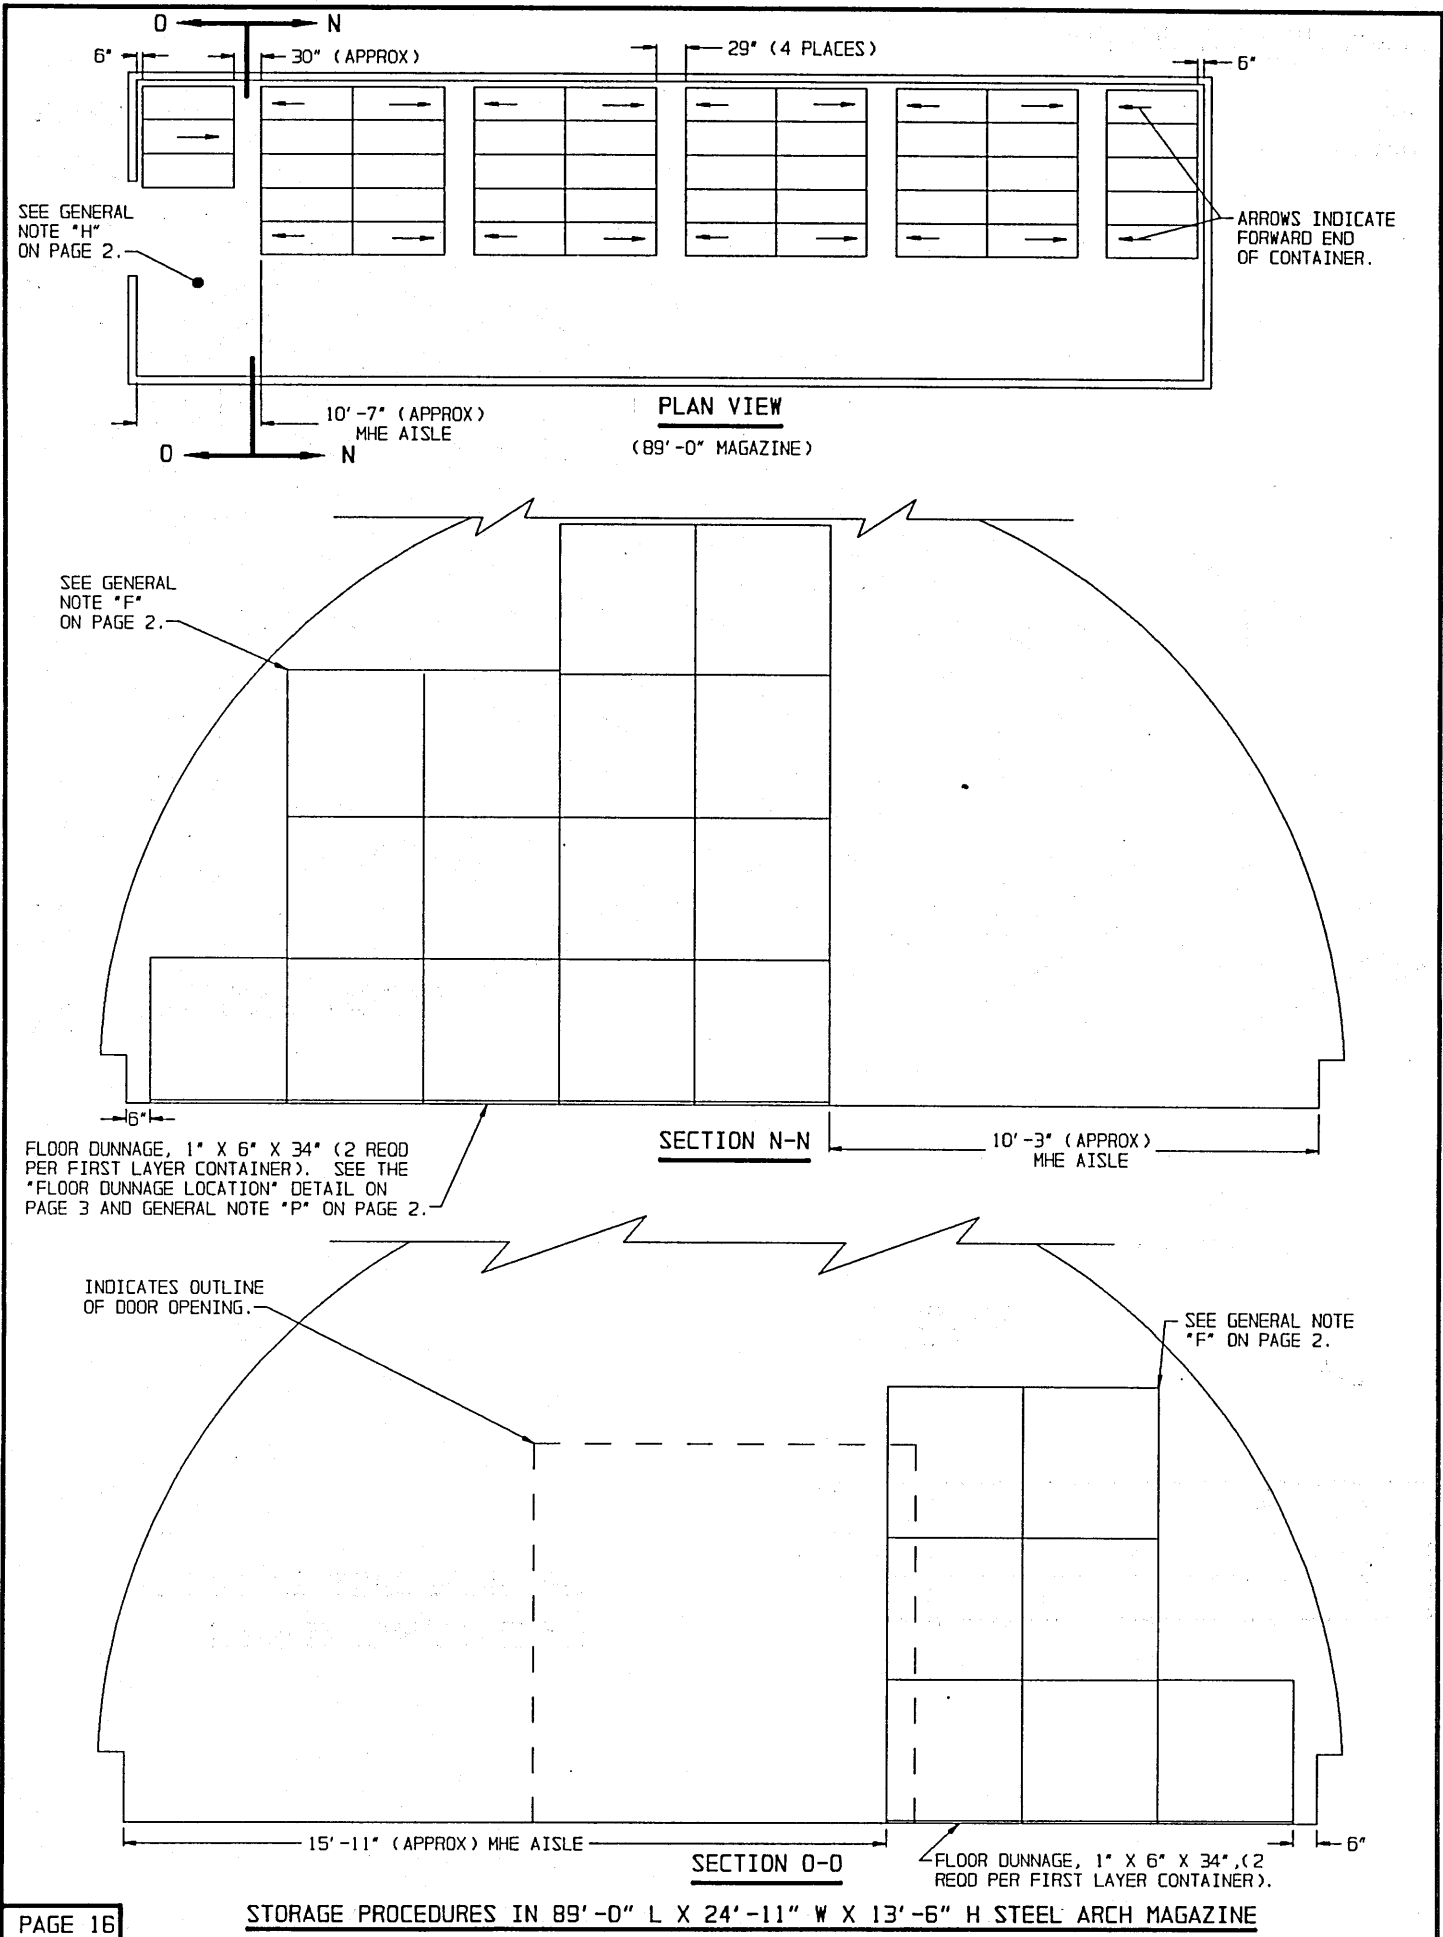 O N
6" 30" (APPROX) 29" (4 PLACES) 6"
SEE GENERAL
NOTE "H"
ON PAGE 2.
ARROWS INDICATE
FORWARD END
OF CONTAINER.
10'-7" (APPROX)
MHE AISLE
O N
PLAN VIEW
(89'-0" MAGAZINE)
SEE GENERAL
NOTE "F"
ON PAGE 2.
6"
FLOOR DUNNAGE, 1" X 6" X 34" (2 REQD
PER FIRST LAYER CONTAINER). SEE THE
"FLOOR DUNNAGE LOCATION" DETAIL ON
PAGE 3 AND GENERAL NOTE "P" ON PAGE 2.
SECTION N-N
10'-3" (APPROX)
MHE AISLE
INDICATES OUTLINE
OF DOOR OPENING.
SEE GENERAL NOTE
"F" ON PAGE 2.
15'-11" (APPROX) MHE AISLE
SECTION O-O
6"
FLOOR DUNNAGE, 1" X 6" X 34", (2
REQD PER FIRST LAYER CONTAINER).
PAGE 16
STORAGE PROCEDURES IN 89'-0" L X 24'-11" W X 13'-6" H STEEL ARCH MAGAZINE